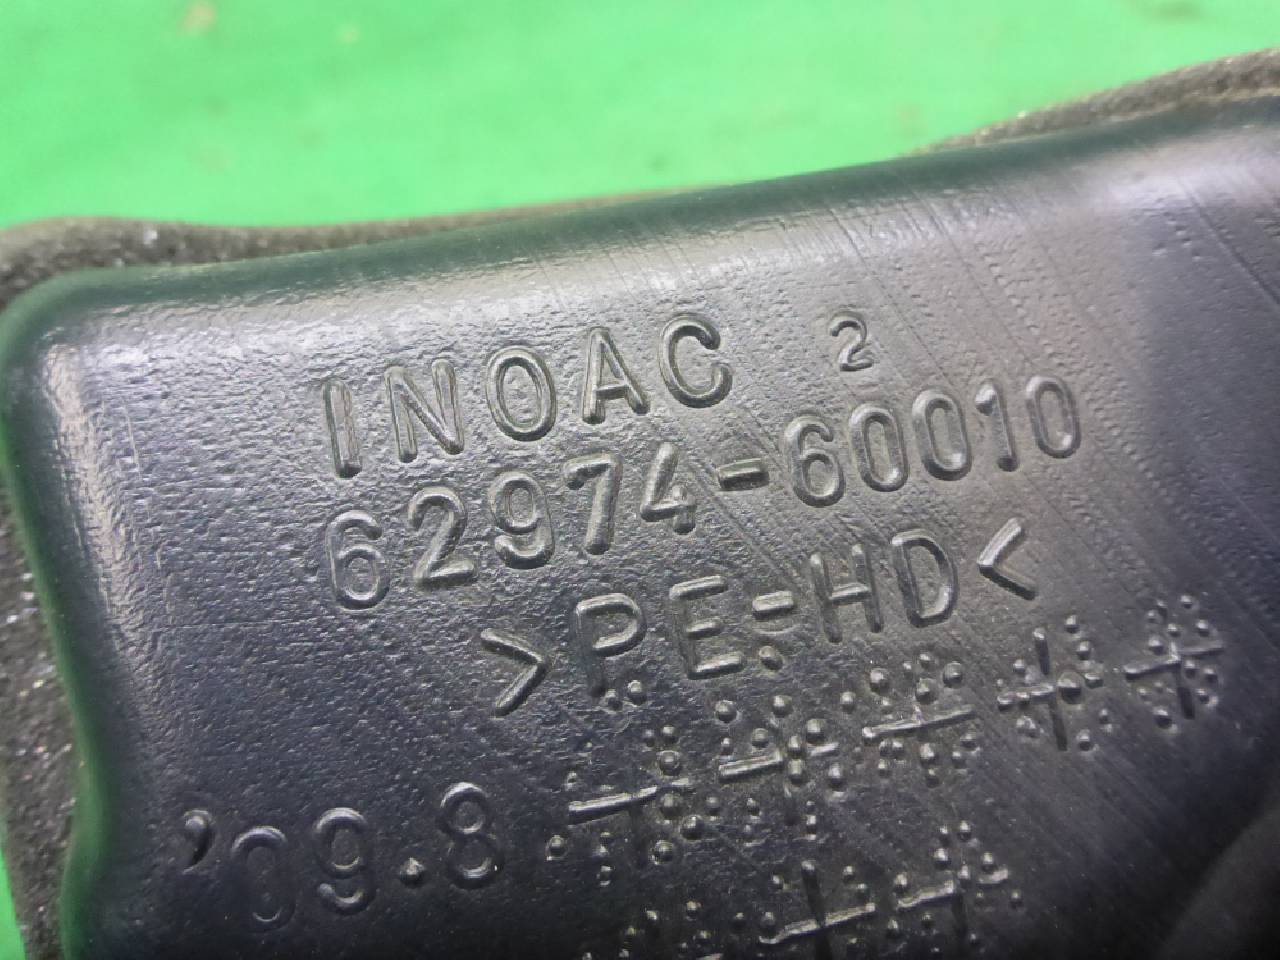 INOAC 2
62974-60010
>PE-HD<
'09.8